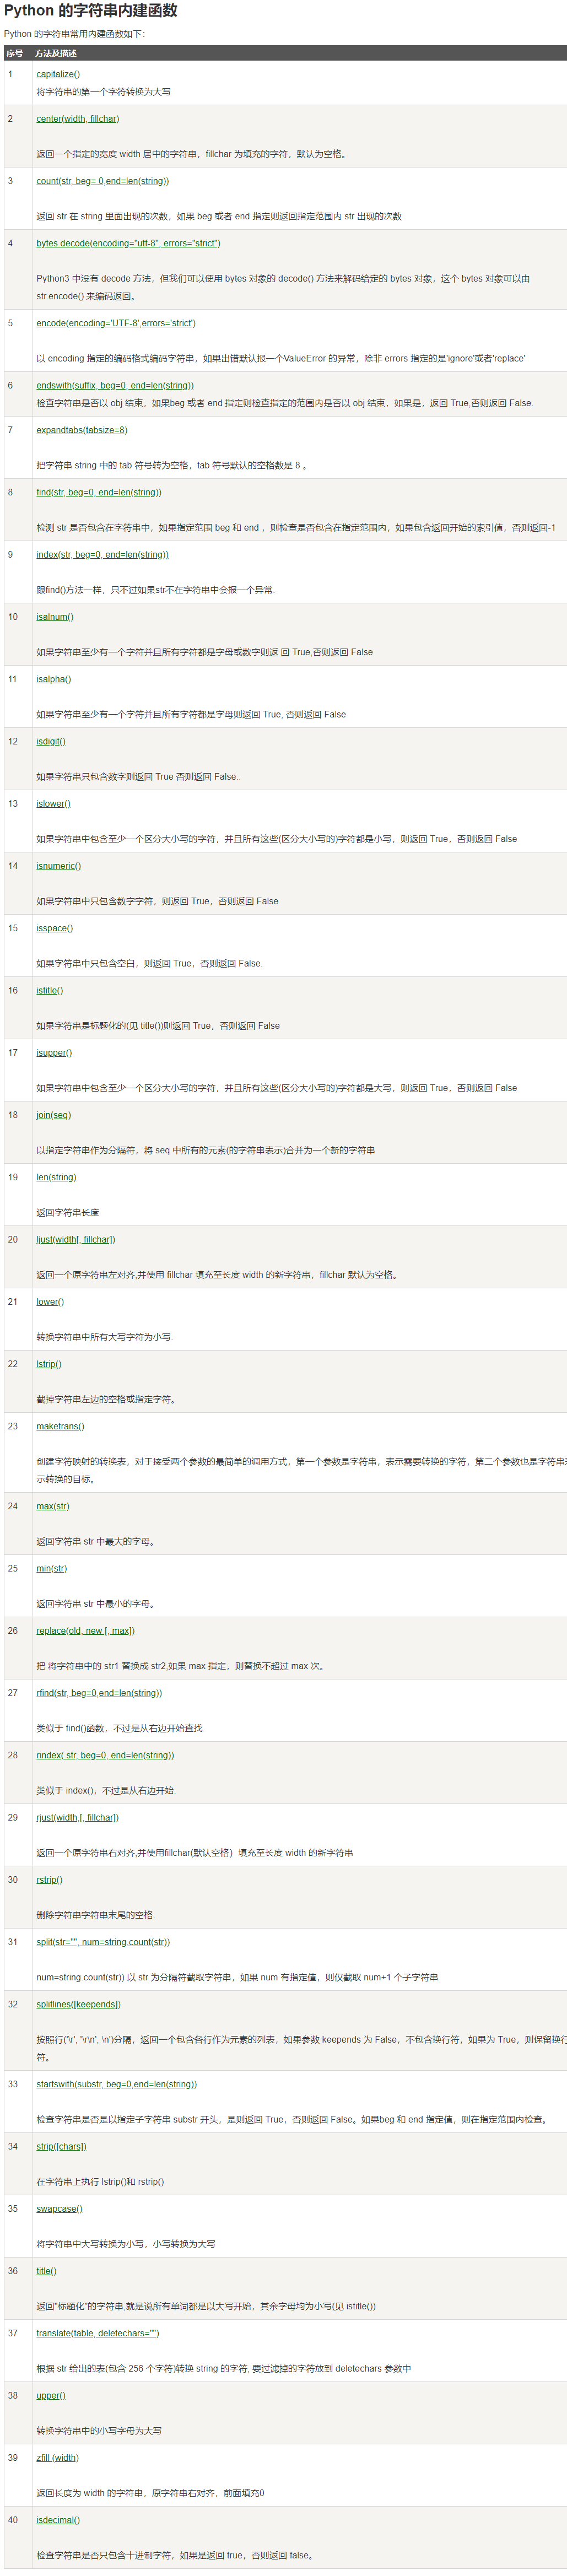 Python 的字符串内建函数
Python 的字符串常用内建函数如下：
序号 方法及描述
1 capitalize()
将字符串的第一个字符转换为大写
2 center(width, fillchar)
返回一个指定的宽度 width 居中的字符串，fillchar 为填充的字符，默认为空格。
3 count(str, beg= 0,end=len(string))
返回 str 在 string 里面出现的次数，如果 beg 或者 end 指定则返回指定范围内 str 出现的次数
4 bytes.decode(encoding="utf-8", errors="strict")
Python3 中没有 decode 方法，但我们可以使用 bytes 对象的 decode() 方法来解码给定的 bytes 对象，这个 bytes 对象可以由
str.encode() 来编码返回。
5 encode(encoding='UTF-8',errors='strict')
以 encoding 指定的编码格式编码字符串，如果出错默认报一个ValueError 的异常，除非 errors 指定的是'ignore'或者'replace'
6 endswith(suffix, beg=0, end=len(string))
检查字符串是否以 obj 结束，如果beg 或者 end 指定则检查指定的范围内是否以 obj 结束，如果是，返回 True,否则返回 False.
7 expandtabs(tabsize=8)
把字符串 string 中的 tab 符号转为空格，tab 符号默认的空格数是 8 。
8 find(str, beg=0, end=len(string))
检测 str 是否包含在字符串中，如果指定范围 beg 和 end ，则检查是否包含在指定范围内，如果包含返回开始的索引值，否则返回-1
9 index(str, beg=0, end=len(string))
跟find()方法一样，只不过如果str不在字符串中会报一个异常.
10 isalnum()
如果字符串至少有一个字符并且所有字符都是字母或数字则返 回 True,否则返回 False
11 isalpha()
如果字符串至少有一个字符并且所有字符都是字母则返回 True, 否则返回 False
12 isdigit()
如果字符串只包含数字则返回 True 否则返回 False..
13 islower()
如果字符串中包含至少一个区分大小写的字符，并且所有这些(区分大小写的)字符都是小写，则返回 True，否则返回 False
14 isnumeric()
如果字符串中只包含数字字符，则返回 True，否则返回 False
15 isspace()
如果字符串中只包含空白，则返回 True，否则返回 False.
16 istitle()
如果字符串是标题化的(见 title())则返回 True，否则返回 False
17 isupper()
如果字符串中包含至少一个区分大小写的字符，并且所有这些(区分大小写的)字符都是大写，则返回 True，否则返回 False
18 join(seq)
以指定字符串作为分隔符，将 seq 中所有的元素(的字符串表示)合并为一个新的字符串
19 len(string)
返回字符串长度
20 ljust(width[, fillchar])
返回一个原字符串左对齐,并使用 fillchar 填充至长度 width 的新字符串，fillchar 默认为空格。
21 lower()
转换字符串中所有大写字符为小写.
22 lstrip()
截掉字符串左边的空格或指定字符。
23 maketrans()
创建字符映射的转换表，对于接受两个参数的最简单的调用方式，第一个参数是字符串，表示需要转换的字符，第二个参数也是字符串
示转换的目标。
24 max(str)
返回字符串 str 中最大的字母。
25 min(str)
返回字符串 str 中最小的字母。
26 replace(old, new [, max])
把 将字符串中的 str1 替换成 str2,如果 max 指定，则替换不超过 max 次。
27 rfind(str, beg=0,end=len(string))
类似于 find()函数，不过是从右边开始查找.
28 rindex( str, beg=0, end=len(string))
类似于 index()，不过是从右边开始.
29 rjust(width,[, fillchar])
返回一个原字符串右对齐,并使用fillchar(默认空格）填充至长度 width 的新字符串
30 rstrip()
删除字符串字符串末尾的空格.
31 split(str="", num=string.count(str))
num=string.count(str)) 以 str 为分隔符截取字符串，如果 num 有指定值，则仅截取 num+1 个子字符串
32 splitlines([keepends])
按照行('\r', '\r\n', \n')分隔，返回一个包含各行作为元素的列表，如果参数 keepends 为 False，不包含换行符，如果为 True，则保留换行
符。
33 startswith(substr, beg=0,end=len(string))
检查字符串是否是以指定子字符串 substr 开头，是则返回 True，否则返回 False。如果beg 和 end 指定值，则在指定范围内检查。
34 strip([chars])
在字符串上执行 lstrip()和 rstrip()
35 swapcase()
将字符串中大写转换为小写，小写转换为大写
36 title()
返回"标题化"的字符串,就是说所有单词都是以大写开始，其余字母均为小写(见 istitle())
37 translate(table, deletechars="")
根据 str 给出的表(包含 256 个字符)转换 string 的字符, 要过滤掉的字符放到 deletechars 参数中
38 upper()
转换字符串中的小写字母为大写
39 zfill (width)
返回长度为 width 的字符串，原字符串右对齐，前面填充0
40 isdecimal()
检查字符串是否只包含十进制字符，如果是返回 true，否则返回 false。